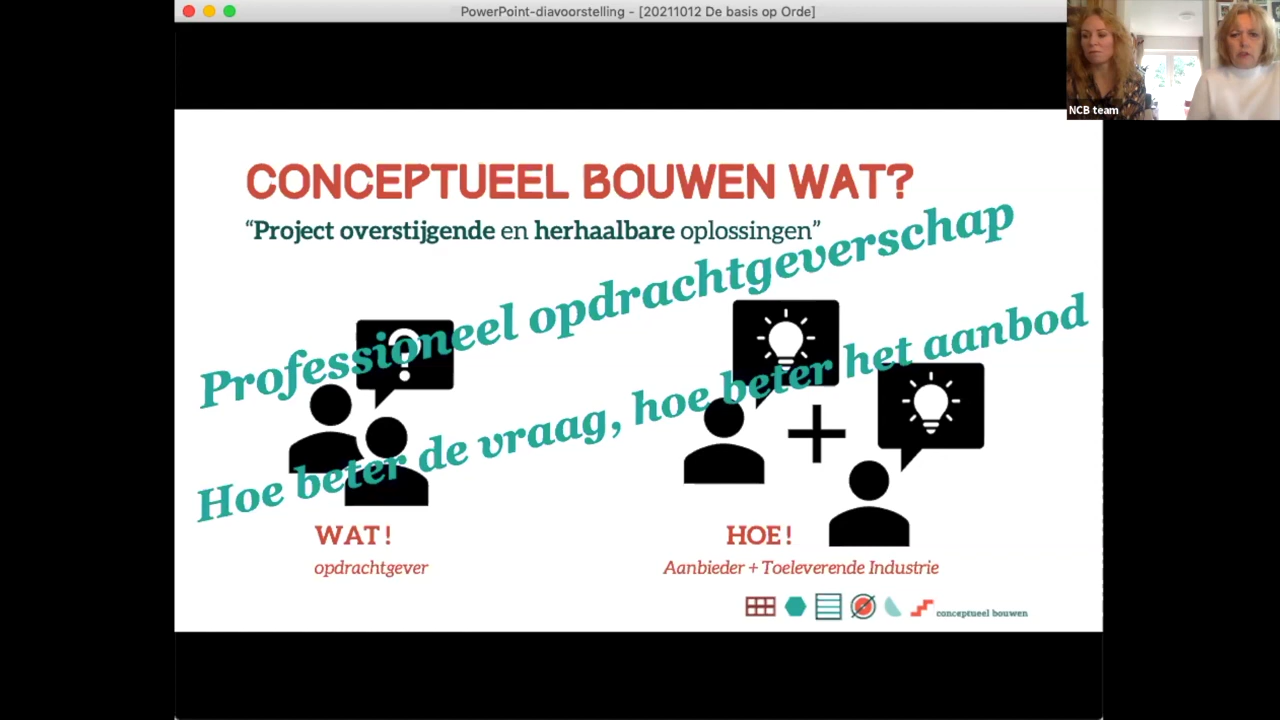 PowerPoint-diavoorstelling - [20211012 De basis op Orde]
NCB team
CONCEPTUEEL BOUWEN WAT?
“Project overstijgende en herhaalbare oplossingen”
Professioneel opdrachtgeverschap
Hoe beter de vraag, hoe beter het aanbod
?
+
WAT!
HOE!
opdrachtgever
Aanbieder + Toeleverende Industrie
conceptueel bouwen